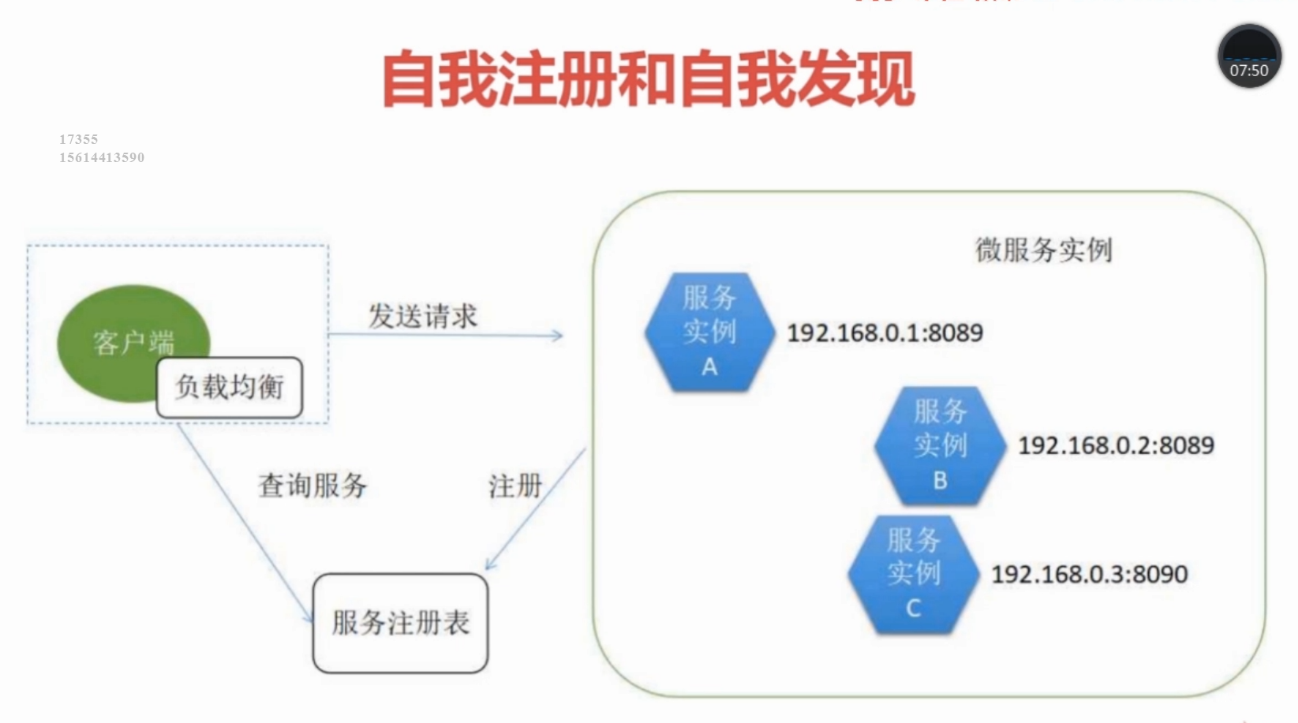 自我注册和自我发现
07:50
17355
15614413590
微服务实例
客户端
负载均衡
发送请求
服务
实例
A
192.168.0.1:8089
服务
实例
B
192.168.0.2:8089
查询服务
注册
服务
实例
C
192.168.0.3:8090
服务注册表